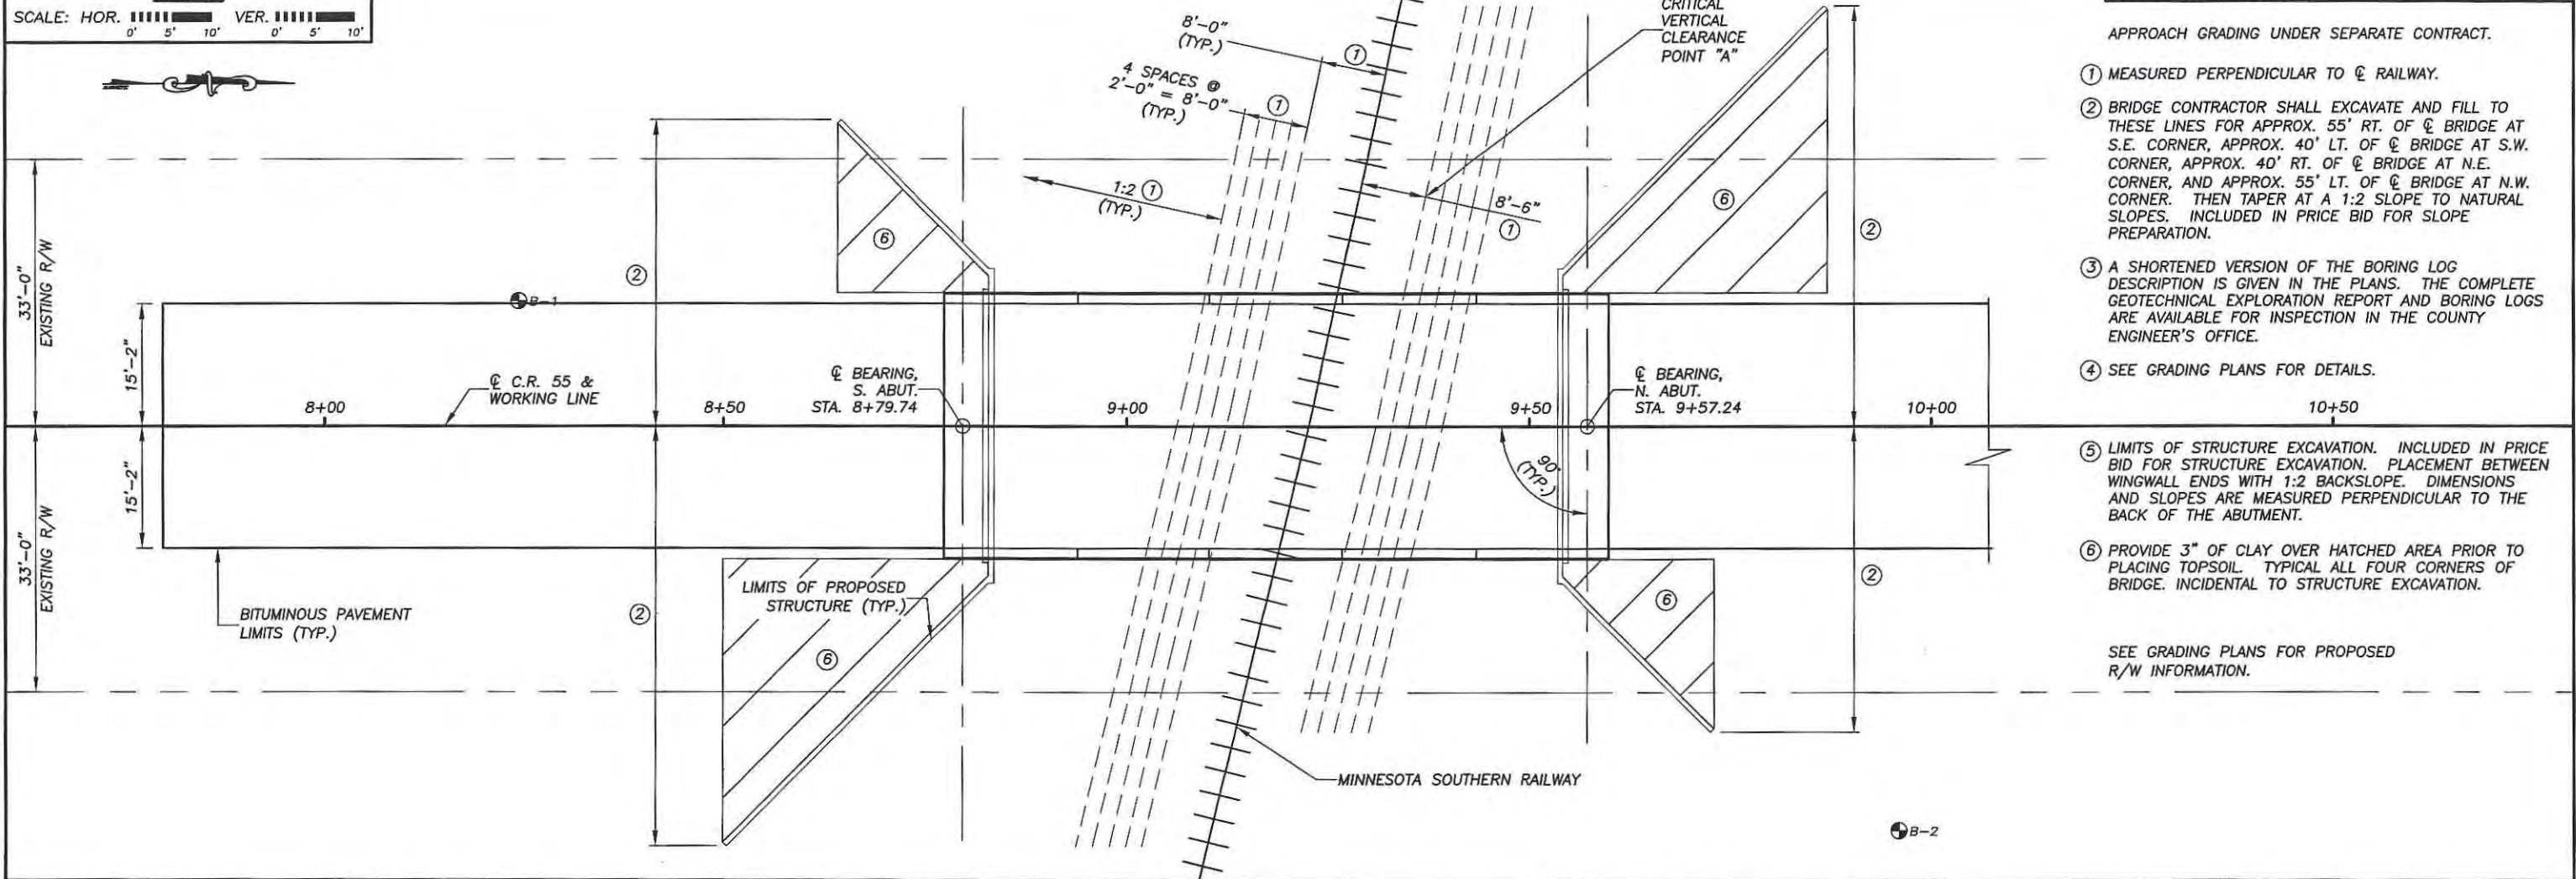 SCALE: HOR. VER.
0' 5' 10' 0' 5' 10'
8'-0"
(TYP.)
①
4 SPACES @
2'-0" = 8'-0"
(TYP.)
①
CRITICAL
VERTICAL
CLEARANCE
POINT "A"
1:2 ①
(TYP.)
8'-6"
①
⑥
⑥
②
②
33'-0"
EXISTING R/W
15'-2"
B-1
℄ C.R. 55 &
WORKING LINE
℄ BEARING,
S. ABUT.
STA. 8+79.74
℄ BEARING,
N. ABUT.
STA. 9+57.24
8+00
8+50
9+00
9+50
10+00
10+50
90°
(TYP.)
15'-2"
33'-0"
EXISTING R/W
BITUMINOUS PAVEMENT
LIMITS (TYP.)
②
LIMITS OF PROPOSED
STRUCTURE (TYP.)
⑥
⑥
②
MINNESOTA SOUTHERN RAILWAY
B-2
APPROACH GRADING UNDER SEPARATE CONTRACT.
① MEASURED PERPENDICULAR TO ℄ RAILWAY.
② BRIDGE CONTRACTOR SHALL EXCAVATE AND FILL TO
THESE LINES FOR APPROX. 55' RT. OF ℄ BRIDGE AT
S.E. CORNER, APPROX. 40' LT. OF ℄ BRIDGE AT S.W.
CORNER, APPROX. 40' RT. OF ℄ BRIDGE AT N.E.
CORNER, AND APPROX. 55' LT. OF ℄ BRIDGE AT N.W.
CORNER. THEN TAPER AT A 1:2 SLOPE TO NATURAL
SLOPES. INCLUDED IN PRICE BID FOR SLOPE
PREPARATION.
③ A SHORTENED VERSION OF THE BORING LOG
DESCRIPTION IS GIVEN IN THE PLANS. THE COMPLETE
GEOTECHNICAL EXPLORATION REPORT AND BORING LOGS
ARE AVAILABLE FOR INSPECTION IN THE COUNTY
ENGINEER'S OFFICE.
④ SEE GRADING PLANS FOR DETAILS.
⑤ LIMITS OF STRUCTURE EXCAVATION. INCLUDED IN PRICE
BID FOR STRUCTURE EXCAVATION. PLACEMENT BETWEEN
WINGWALL ENDS WITH 1:2 BACKSLOPE. DIMENSIONS
AND SLOPES ARE MEASURED PERPENDICULAR TO THE
BACK OF THE ABUTMENT.
⑥ PROVIDE 3" OF CLAY OVER HATCHED AREA PRIOR TO
PLACING TOPSOIL. TYPICAL ALL FOUR CORNERS OF
BRIDGE. INCIDENTAL TO STRUCTURE EXCAVATION.
SEE GRADING PLANS FOR PROPOSED
R/W INFORMATION.